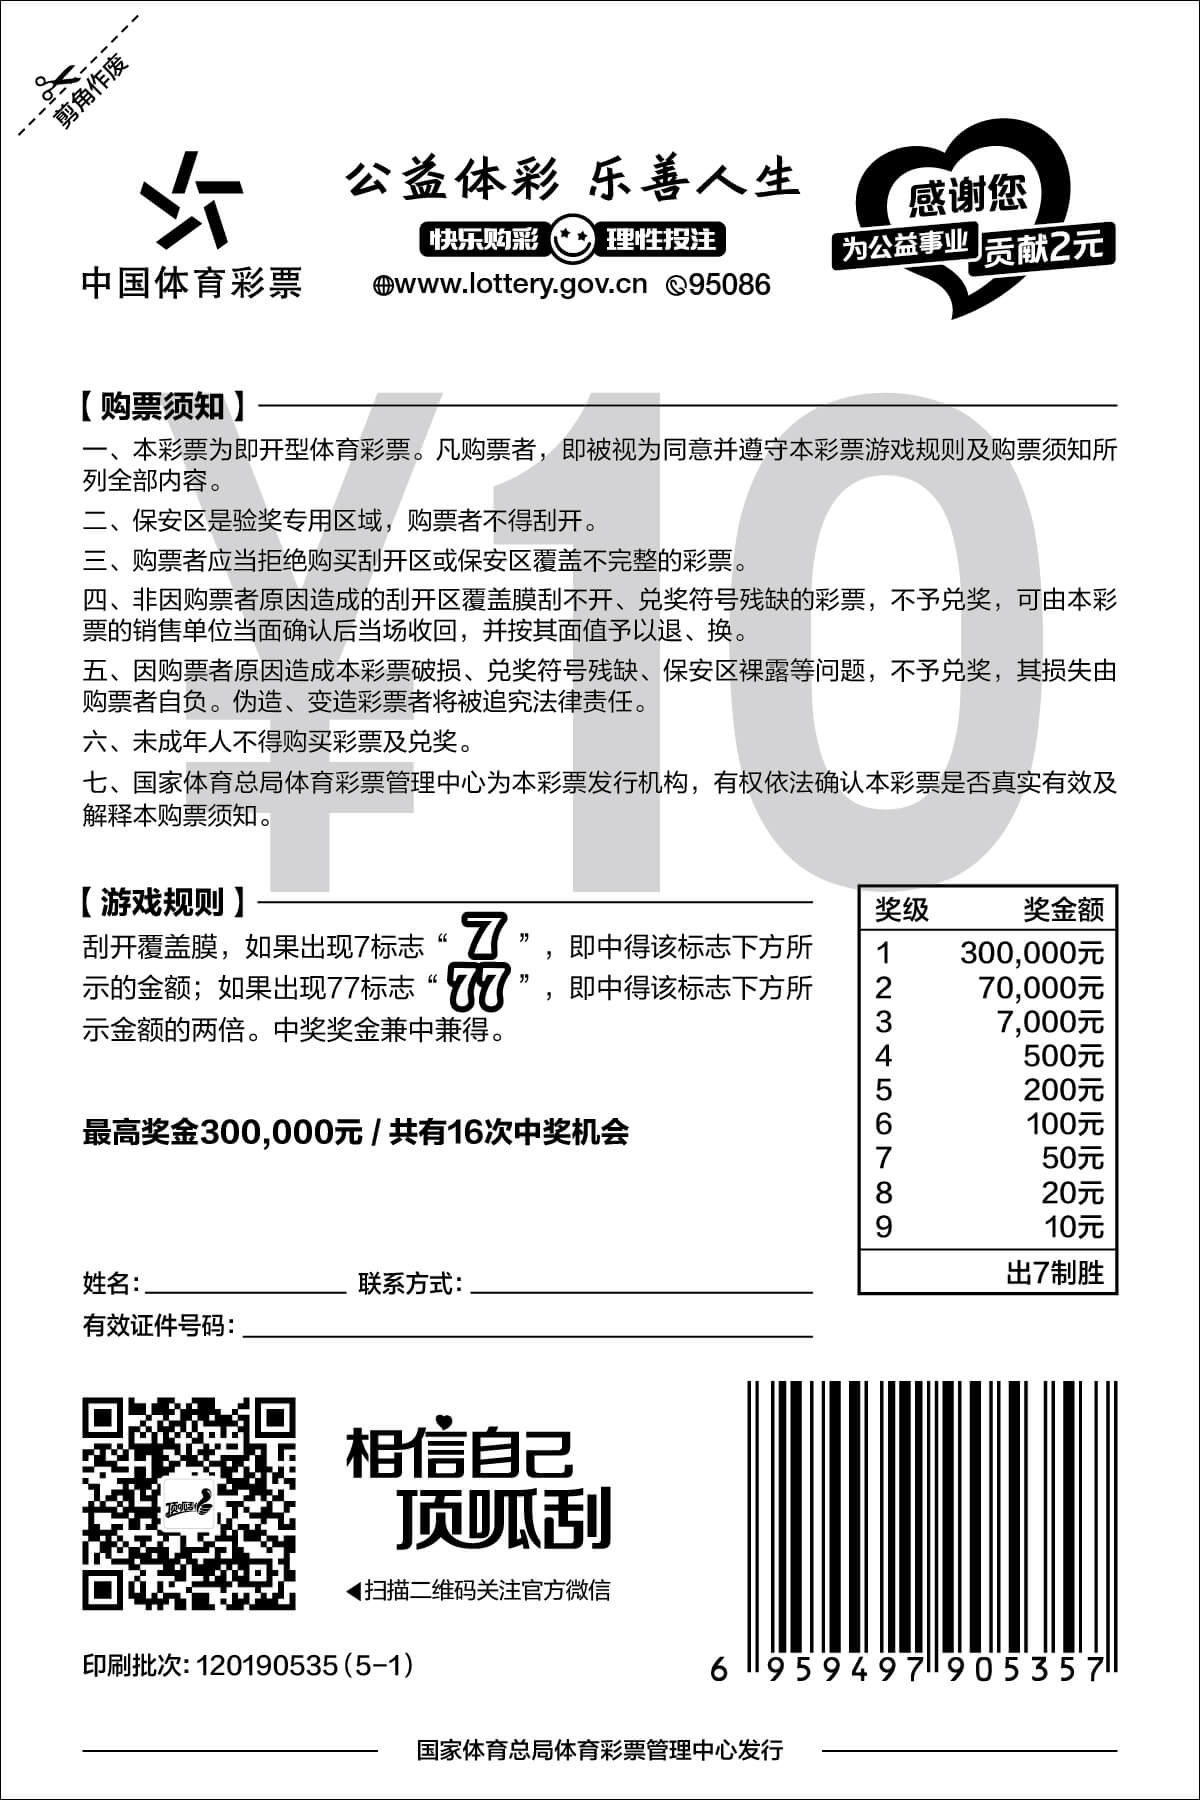 剪角作废
中国体育彩票
公益体彩 乐善人生
快乐购彩 理性投注
www.lottery.gov.cn 95086
感谢您
为公益事业 贡献2元
¥10
【购票须知】
一、本彩票为即开型体育彩票。凡购票者，即被视为同意并遵守本彩票游戏规则及购票须知所
列全部内容。
二、保安区是验奖专用区域，购票者不得刮开。
三、购票者应当拒绝购买刮开区或保安区覆盖不完整的彩票。
四、非因购票者原因造成的刮开区覆盖膜刮不开、兑奖符号残缺的彩票，不予兑奖，可由本彩
票的销售单位当面确认后当场收回，并按其面值予以退、换。
五、因购票者原因造成本彩票破损、兑奖符号残缺、保安区裸露等问题，不予兑奖，其损失由
购票者自负。伪造、变造彩票者将被追究法律责任。
六、未成年人不得购买彩票及兑奖。
七、国家体育总局体育彩票管理中心为本彩票发行机构，有权依法确认本彩票是否真实有效及
解释本购票须知。
【游戏规则】
刮开覆盖膜，如果出现7标志“7”，即中得该标志下方所
示的金额；如果出现77标志“77”，即中得该标志下方所
示金额的两倍。中奖奖金兼中兼得。
最高奖金300,000元 / 共有16次中奖机会
奖级 奖金额
1 300,000元
2 70,000元
3 7,000元
4 500元
5 200元
6 100元
7 50元
8 20元
9 10元
出7制胜
姓名： 联系方式：
有效证件号码：
顶呱刮
相信自己
顶呱刮
扫描二维码关注官方微信
印刷批次：120190535（5-1）
6 959497 905357
国家体育总局体育彩票管理中心发行